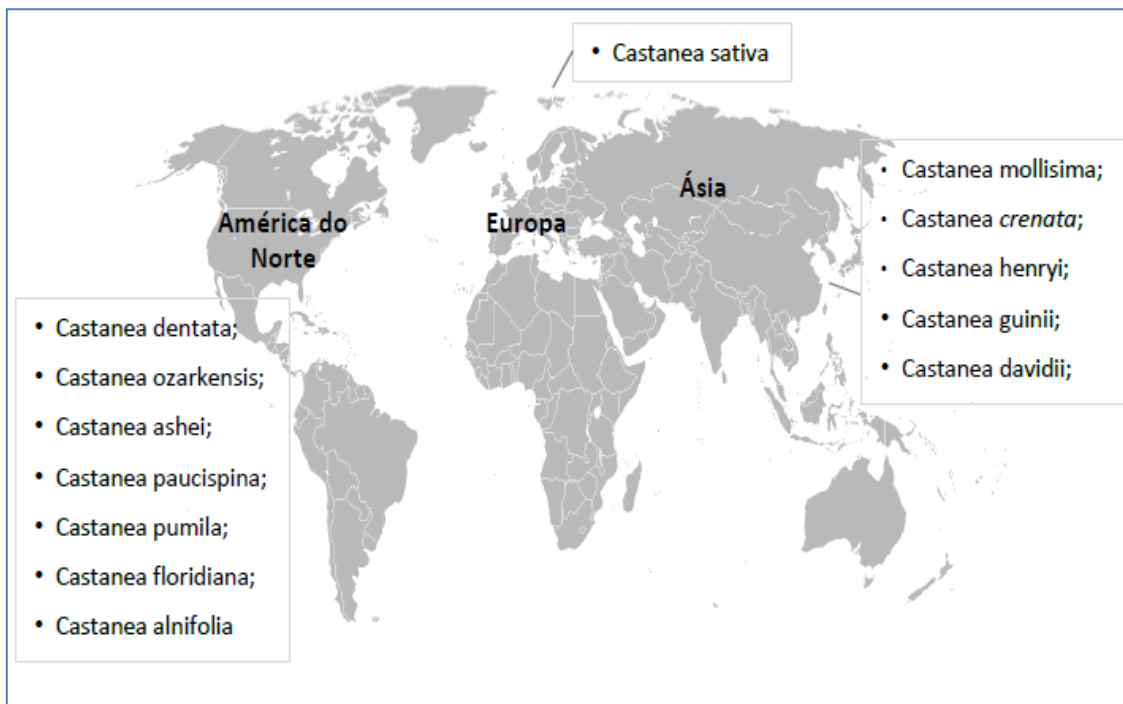 • Castanea sativa
América do
Norte
Europa
Ásia
• Castanea mollisima;
• Castanea crenata;
• Castanea henryi;
• Castanea guinii;
• Castanea davidii;
• Castanea dentata;
• Castanea ozarkensis;
• Castanea ashei;
• Castanea paucispina;
• Castanea pumila;
• Castanea floridiana;
• Castanea alnifolia